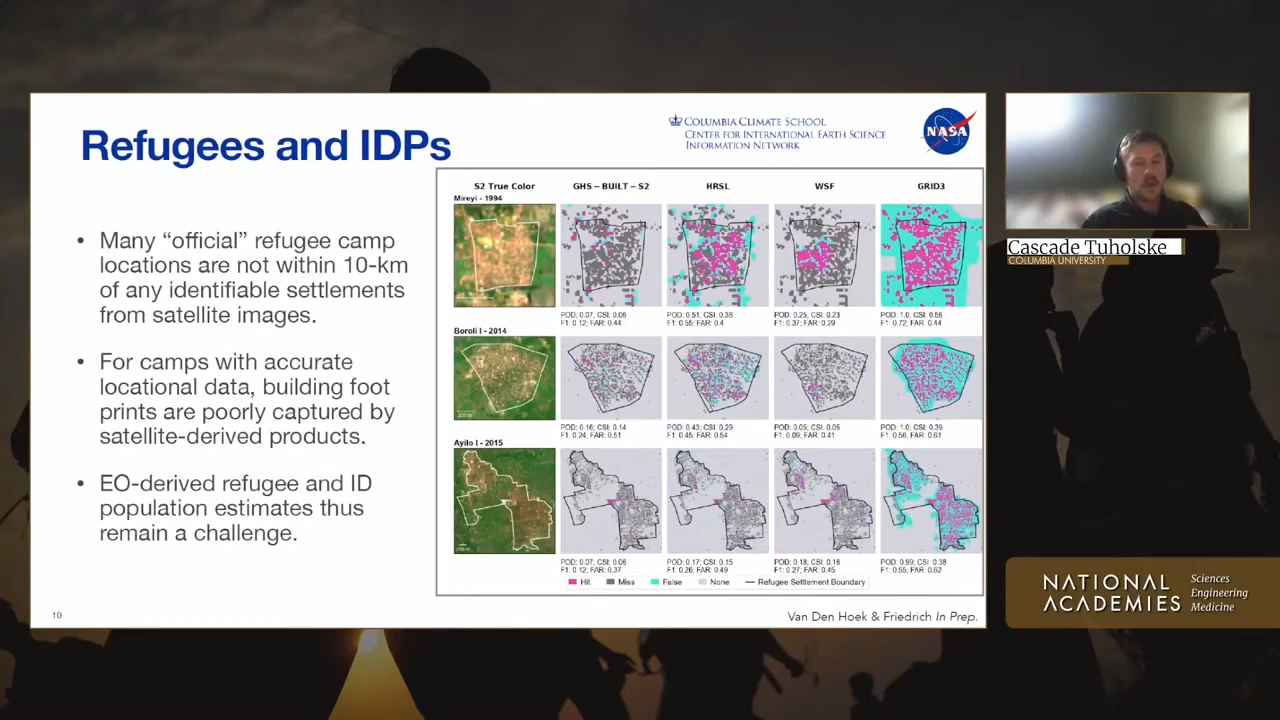 Refugees and IDPs
COLUMBIA CLIMATE SCHOOL
CENTER FOR INTERNATIONAL EARTH SCIENCE
INFORMATION NETWORK
NASA
• Many “official” refugee camp
locations are not within 10-km
of any identifiable settlements
from satellite images.
• For camps with accurate
locational data, building foot
prints are poorly captured by
satellite-derived products.
• EO-derived refugee and ID
population estimates thus
remain a challenge.
S2 True Color GHS – BUILT – S2 HRSL WSF GRID3
Mireyi - 1994
POD: 0.07; CSI: 0.06 POD: 0.51; CSI: 0.38 POD: 0.25; CSI: 0.23 POD: 1.0, CSI: 0.56
F1: 0.12; FAR: 0.44 F1: 0.55; FAR: 0.4 F1: 0.37; FAR: 0.29 F1: 0.72; FAR: 0.44
Boroli I - 2014
POD: 0.16; CSI: 0.14 POD: 0.43; CSI: 0.29 POD: 0.05; CSI: 0.05 POD: 1.0, CSI: 0.39
F1: 0.24, FAR: 0.51 F1: 0.45, FAR: 0.54 F1: 0.09; FAR: 0.41 F1: 0.56, FAR: 0.61
Ayilo I - 2015
POD: 0.07; CSI: 0.06 POD: 0.17; CSI: 0.15 POD: 0.18; CSI: 0.16 POD: 0.99; CSI: 0.38
F1: 0.12; FAR: 0.37 F1: 0.26, FAR: 0.49 F1: 0.27; FAR: 0.45 F1: 0.55; FAR: 0.62
Hit Miss False None Refugee Settlement Boundary
10
Van Den Hoek & Friedrich In Prep.
Cascade Tuholske
COLUMBIA UNIVERSITY
NATIONAL
ACADEMIES
Sciences
Engineering
Medicine